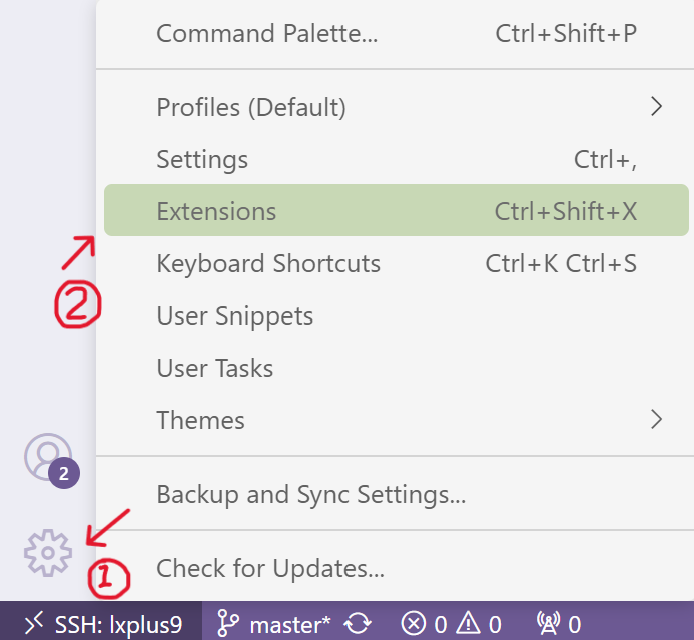 Command Palette... Ctrl+Shift+P
Profiles (Default)
Settings Ctrl+,
Extensions Ctrl+Shift+X
Keyboard Shortcuts Ctrl+K Ctrl+S
2
User Snippets
User Tasks
Themes
2
Backup and Sync Settings...
1
Check for Updates...
SSH: lxplus9 master* 0 0 0